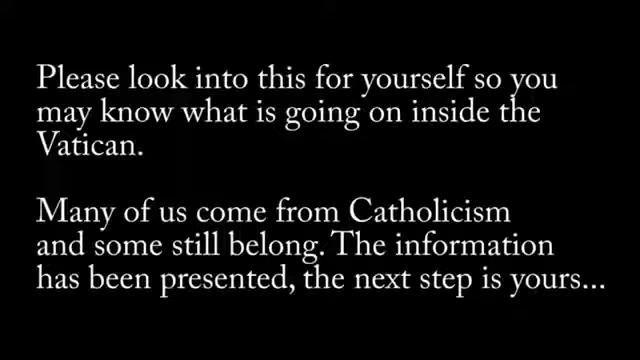 Please look into this for yourself so you
may know what is going on inside the
Vatican.
Many of us come from Catholicism
and some still belong. The information
has been presented, the next step is yours...